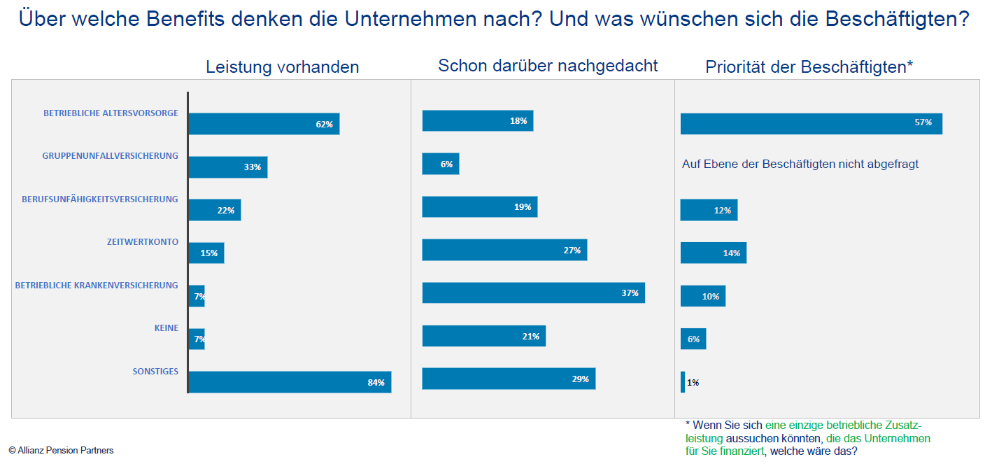 Über welche Benefits denken die Unternehmen nach? Und was wünschen sich die Beschäftigten?
Leistung vorhanden
Schon darüber nachgedacht
Priorität der Beschäftigten*
BETRIEBLICHE ALTERSVORSORGE
62%
18%
57%
GRUPPENUNFALLVERSICHERUNG
33%
6%
Auf Ebene der Beschäftigten nicht abgefragt
BERUFSUNFÄHIGKEITSVERSICHERUNG
22%
19%
12%
ZEITWERTKONTO
15%
27%
14%
BETRIEBLICHE KRANKENVERSICHERUNG
7%
37%
10%
KEINE
7%
21%
6%
SONSTIGES
84%
29%
1%
* Wenn Sie sich eine einzige betriebliche Zusatz-
leistung aussuchen könnten, die das Unternehmen
für Sie finanziert, welche wäre das?
© Allianz Pension Partners